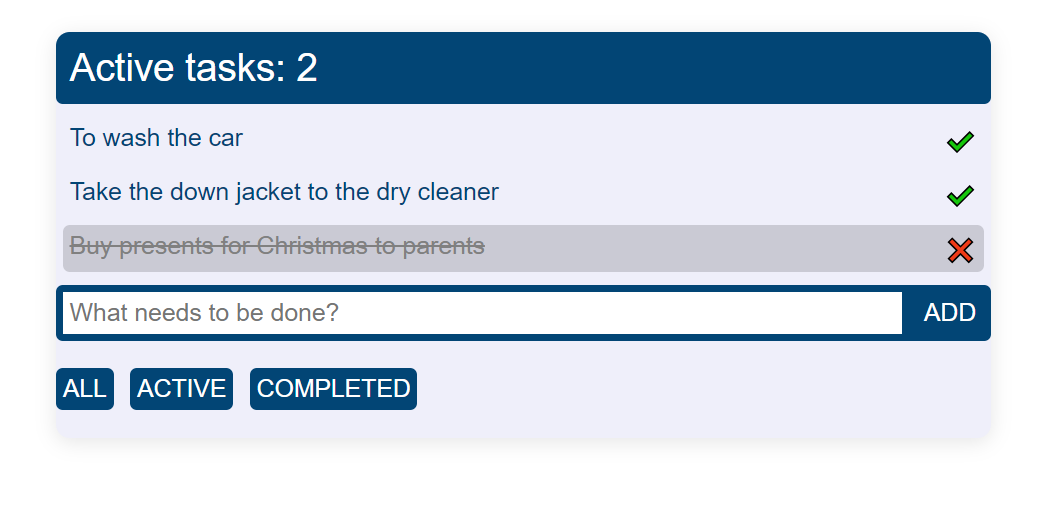 Active tasks: 2
To wash the car
Take the down jacket to the dry cleaner
Buy presents for Christmas to parents
What needs to be done? ADD
ALL ACTIVE COMPLETED